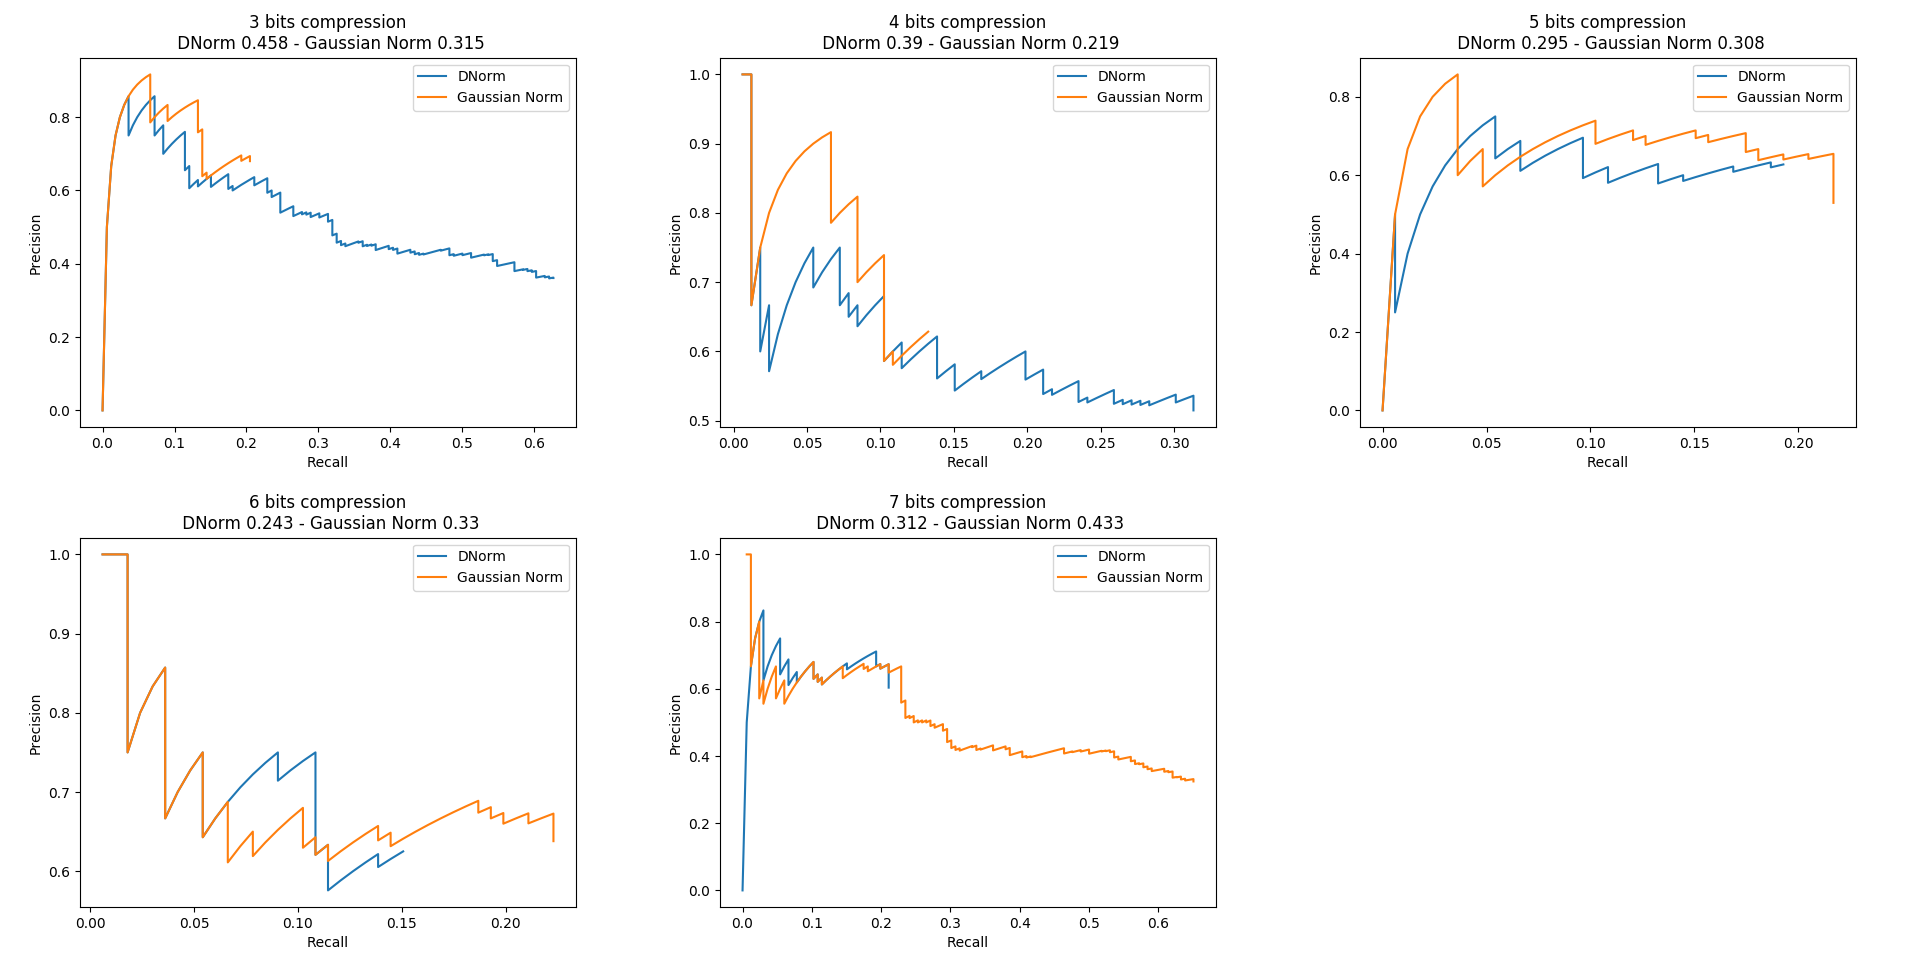 3 bits compression
DNorm 0.458 - Gaussian Norm 0.315
DNorm
Gaussian Norm
0.8
0.6
0.4
0.2
0.0
Precision
0.0 0.1 0.2 0.3 0.4 0.5 0.6
Recall
4 bits compression
DNorm 0.39 - Gaussian Norm 0.219
DNorm
Gaussian Norm
1.0
0.9
0.8
0.7
0.6
0.5
Precision
0.00 0.05 0.10 0.15 0.20 0.25 0.30
Recall
5 bits compression
DNorm 0.295 - Gaussian Norm 0.308
DNorm
Gaussian Norm
0.8
0.6
0.4
0.2
0.0
Precision
0.00 0.05 0.10 0.15 0.20
Recall
6 bits compression
DNorm 0.243 - Gaussian Norm 0.33
DNorm
Gaussian Norm
1.0
0.9
0.8
0.7
0.6
Precision
0.00 0.05 0.10 0.15 0.20
Recall
7 bits compression
DNorm 0.312 - Gaussian Norm 0.433
DNorm
Gaussian Norm
1.0
0.8
0.6
0.4
0.2
0.0
Precision
0.0 0.1 0.2 0.3 0.4 0.5 0.6
Recall